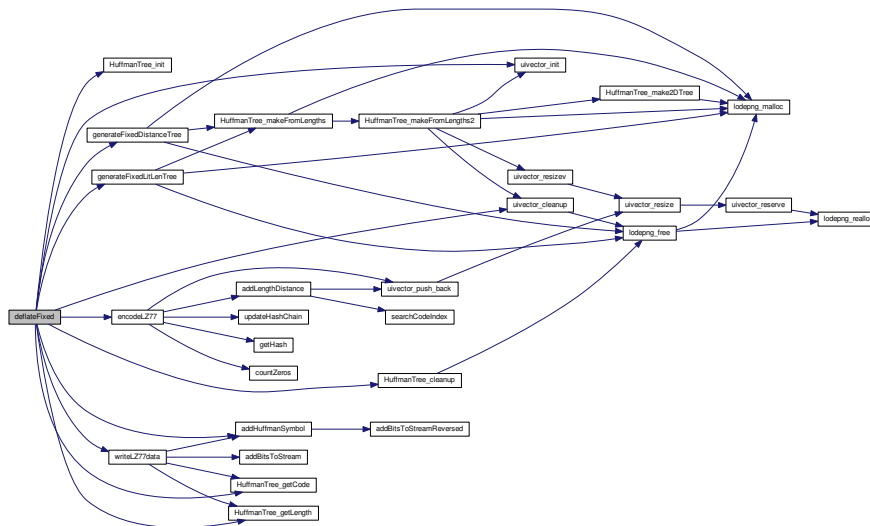 HuffmanTree_init
uivector_init
HuffmanTree_make2DTree
lodepng_malloc
HuffmanTree_makeFromLengths
HuffmanTree_makeFromLengths2
generateFixedDistanceTree
generateFixedLitLenTree
uivector_resizev
uivector_cleanup
uivector_resize
uivector_reserve
lodepng_reallo
lodepng_free
addLengthDistance
uivector_push_back
deflateFixed
encodeLZ77
updateHashChain
searchCodeIndex
getHash
countZeros
HuffmanTree_cleanup
addHuffmanSymbol
addBitsToStreamReversed
writeLZ77data
addBitsToStream
HuffmanTree_getCode
HuffmanTree_getLength